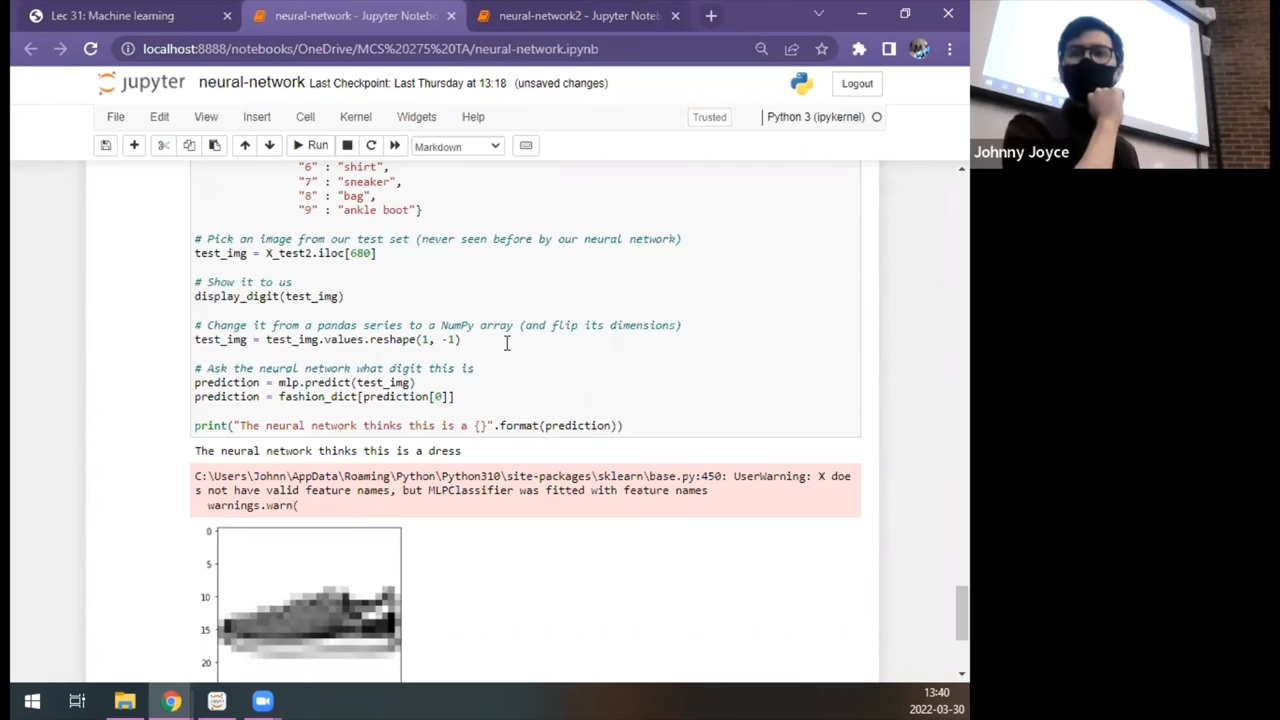 Lec 31: Machine learning
neural-network - Jupyter Notebo
neural-network2 - Jupyter Noteb
localhost:8888/notebooks/OneDrive/MCS%20275%20TA/neural-network.ipynb
jupyter neural-network Last Checkpoint: Last Thursday at 13:18 (unsaved changes) Logout
File Edit View Insert Cell Kernel Widgets Help Trusted Python 3 (ipykernel)
Run Markdown
"6" : "shirt",
"7" : "sneaker",
"8" : "bag",
"9" : "ankle boot"}
# Pick an image from our test set (never seen before by our neural network)
test_img = X_test2.iloc[680]
# Show it to us
display_digit(test_img)
# Change it from a pandas series to a NumPy array (and flip its dimensions)
test_img = test_img.values.reshape(1, -1)
# Ask the neural network what digit this is
prediction = mlp.predict(test_img)
prediction = fashion_dict[prediction[0]]
print("The neural network thinks this is a {}".format(prediction))
The neural network thinks this is a dress
C:\Users\Johnn\AppData\Roaming\Python\Python310\site-packages\sklearn\base.py:450: UserWarning: X doe
s not have valid feature names, but MLPClassifier was fitted with feature names
warnings.warn(
0
5
10
15
20
Johnny Joyce
13:40
2022-03-30